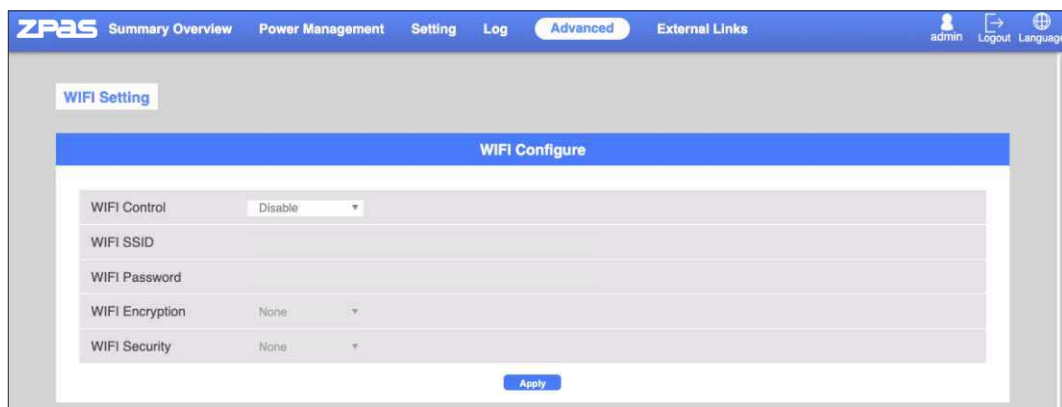 ZPAS Summary Overview Power Management Setting Log Advanced External Links admin Logout Language
WIFI Setting
WIFI Configure
WIFI Control Disable
WIFI SSID
WIFI Password
WIFI Encryption None
WIFI Security None
Apply